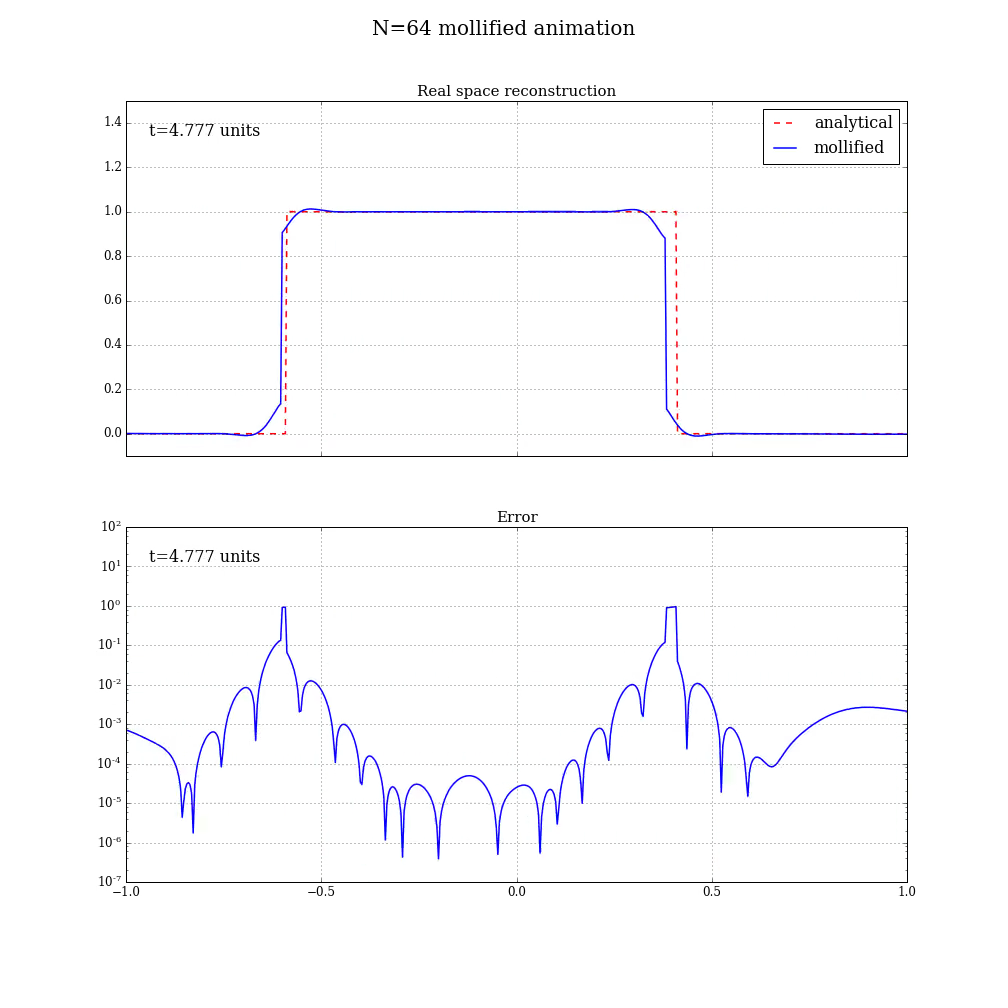 N=64 mollified animation
Real space reconstruction
t=4.777 units
analytical
mollified
1.4
1.2
1.0
0.8
0.6
0.4
0.2
0.0
Error
t=4.777 units
10²
10¹
10⁰
10⁻¹
10⁻²
10⁻³
10⁻⁴
10⁻⁵
10⁻⁶
10⁻⁷
−1.0 −0.5 0.0 0.5 1.0